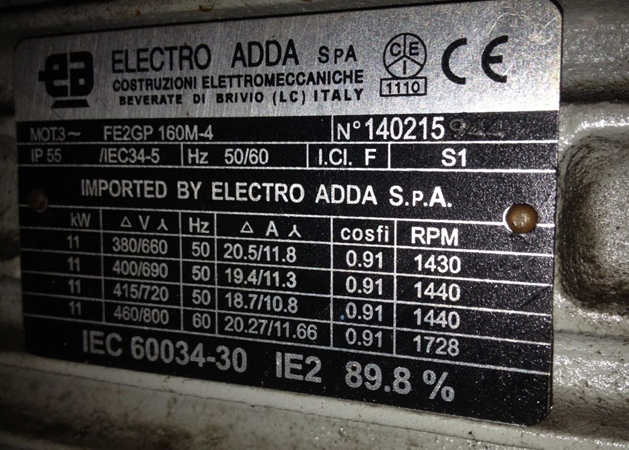 ea ELECTRO ADDA SPA
COSTRUZIONI ELETTROMECCANICHE
BEVERATE DI BRIVIO (LC) ITALY
C E I
1110
CE
MOT.3~ FE2GP 160M-4 N° 140215
IP 55 /IEC34-5 Hz 50/60 I.Cl. F S1
IMPORTED BY ELECTRO ADDA S.P.A.
kW Δ V ⅄ Hz Δ A ⅄ cosfi RPM
11 380/660 50 20.5/11.8 0.91 1430
11 400/690 50 19.4/11.3 0.91 1440
11 415/720 50 18.7/10.8 0.91 1440
11 460/800 60 20.27/11.66 0.91 1728
IEC 60034-30 IE2 89.8 %